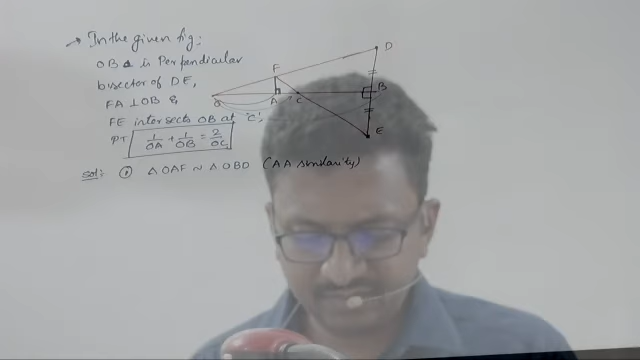 → In the given fig:
OB is Perpendicular
bisector of DE,
FA ⊥ OB &
FE intersects OB at 'C',
PT 1/OA + 1/OB = 2/OC
F
D
O
A
C
B
E
Sol: ① △OAF ~ △OBD (AA similarity)